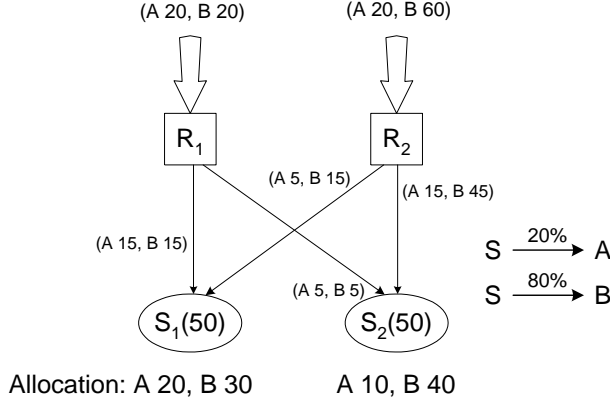 (A 20, B 20)
(A 20, B 60)
R1
R2
(A 5, B 15)
(A 15, B 45)
(A 15, B 15)
(A 5, B 5)
S 20% A
S 80% B
S1(50)
S2(50)
Allocation: A 20, B 30
A 10, B 40